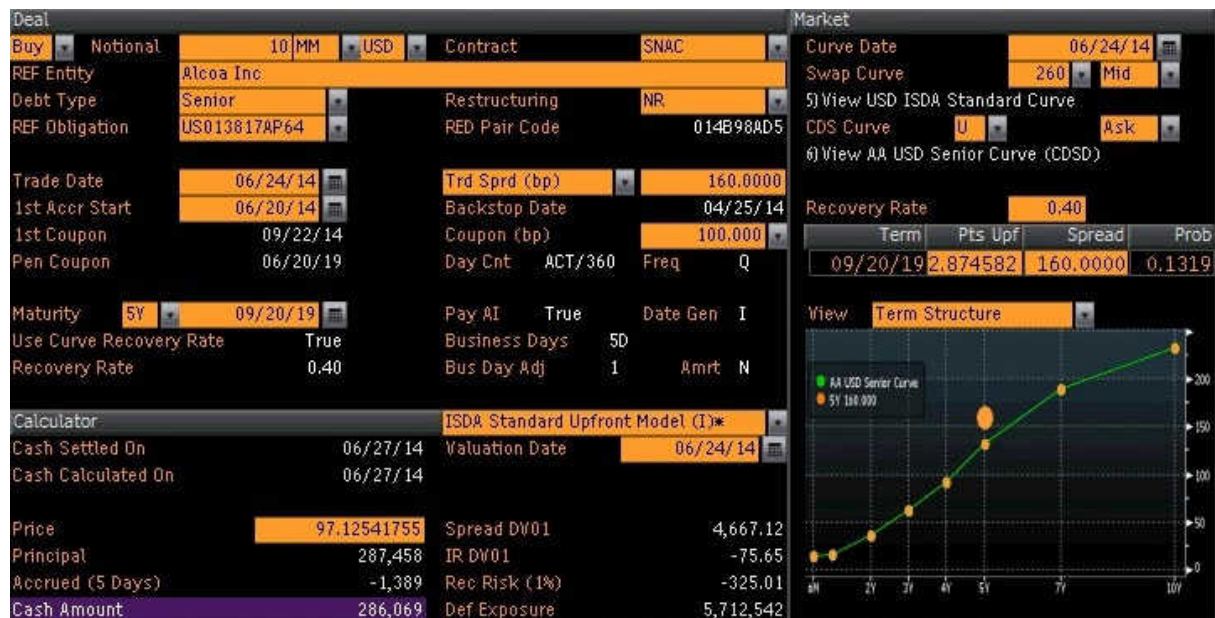 Deal Market
Buy Notional 10 MM USD Contract SNAC Curve Date 06/24/14
REF Entity Alcoa Inc Swap Curve 260 Mid
Debt Type Senior Restructuring NR 5) View USD ISDA Standard Curve
REF Obligation US013817AP64 RED Pair Code 014B98AD5 CDS Curve U Ask
6) View AA USD Senior Curve (CDSD)
Trade Date 06/24/14 Trd Sprd (bp) 160.0000
1st Accr Start 06/20/14 Backstop Date 04/25/14 Recovery Rate 0.40
1st Coupon 09/22/14 Coupon (bp) 100.000 Term Pts Upf Spread Prob
Pen Coupon 06/20/19 Day Cnt ACT/360 Freq Q 09/20/19 2.874582 160.0000 0.1319
Maturity 5Y 09/20/19 Pay AI True Date Gen I View Term Structure
Use Curve Recovery Rate True Business Days 5D
Recovery Rate 0.40 Bus Day Adj 1 Amrt N
AA USD Senior Curve
5Y 160.000
200
150
100
50
0
6M 2Y 3Y 4Y 5Y 7Y 10Y
Calculator ISDA Standard Upfront Model (I)*
Cash Settled On 06/27/14 Valuation Date 06/24/14
Cash Calculated On 06/27/14
Price 97.12541755 Spread DV01 4,667.12
Principal 287,458 IR DV01 -75.65
Accrued (5 Days) -1,389 Rec Risk (1%) -325.01
Cash Amount 286,069 Def Exposure 5,712,542